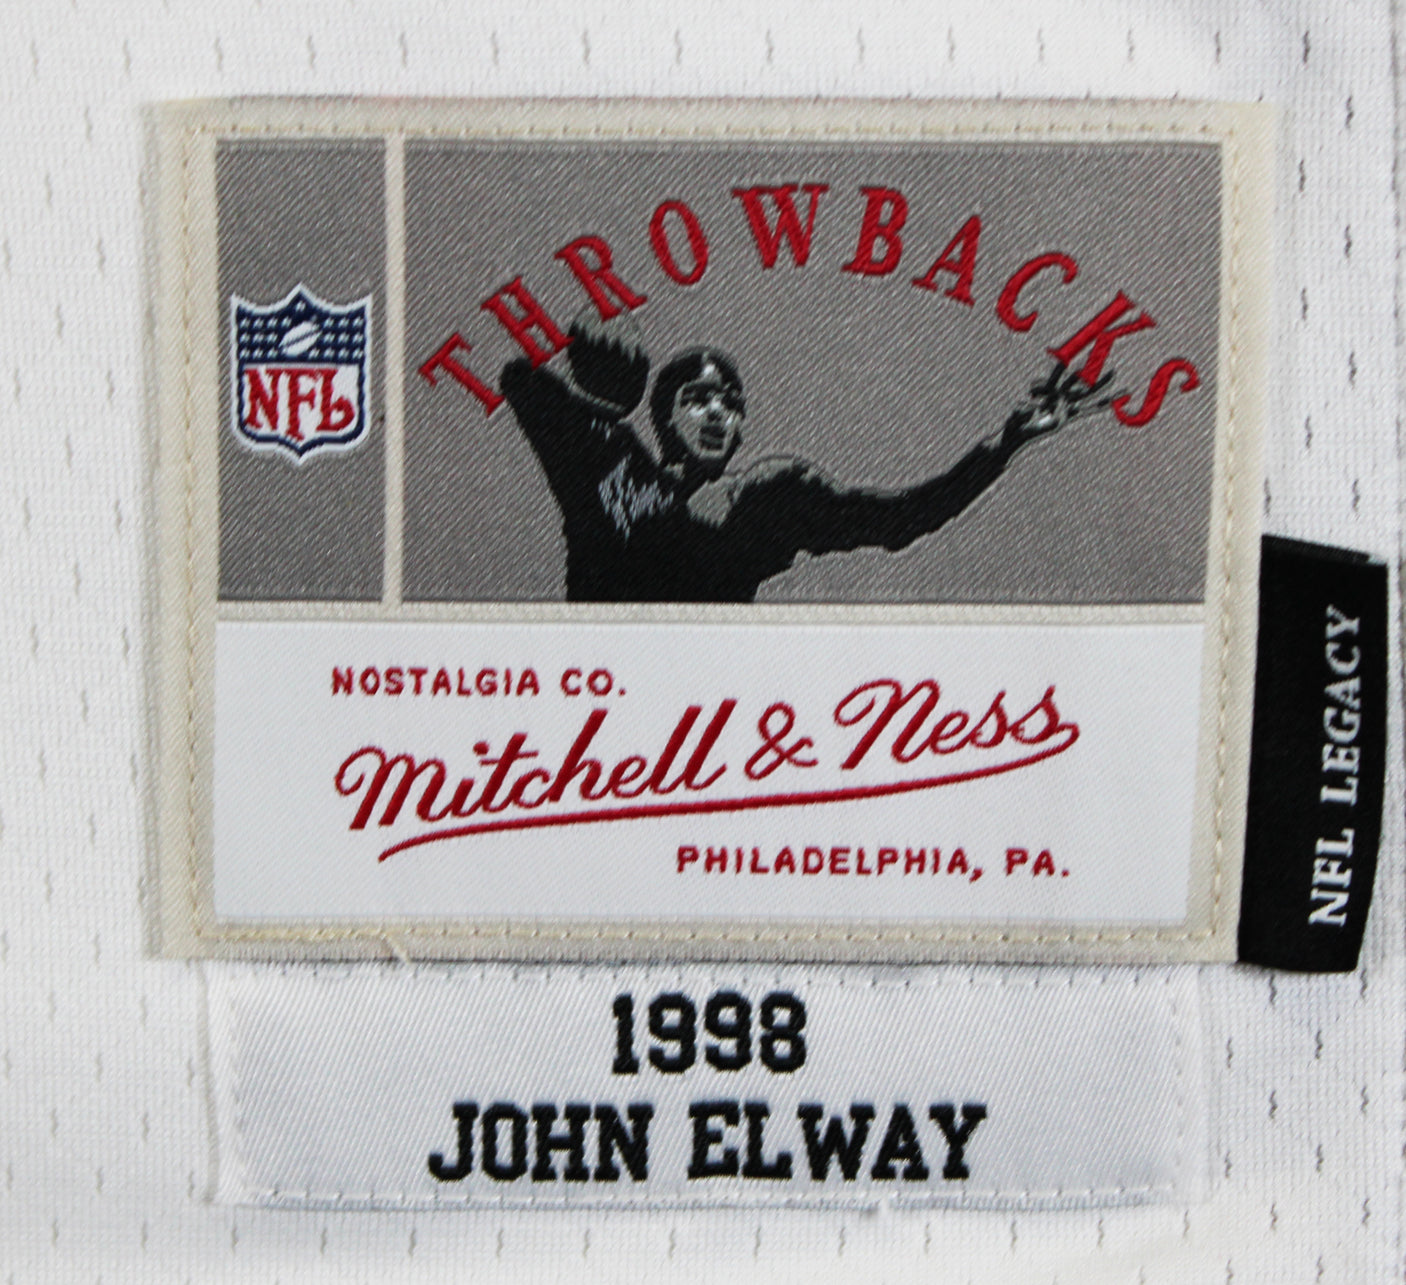 THROWBACKS
NFL
NOSTALGIA CO.
Mitchell & Ness
PHILADELPHIA, PA.
NFL LEGACY
1998
JOHN ELWAY